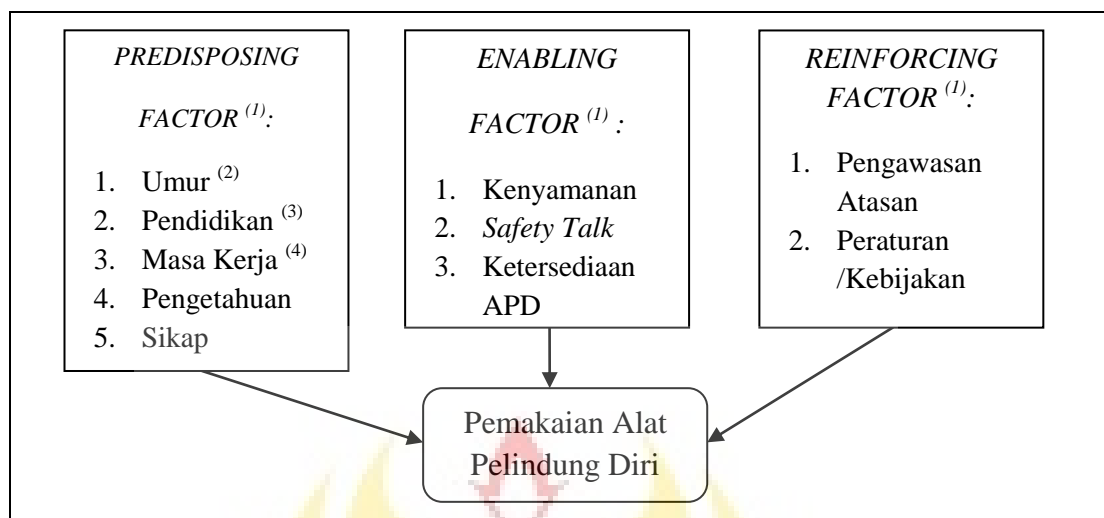 PREDISPOSING
FACTOR (1):
1. Umur (2)
2. Pendidikan (3)
3. Masa Kerja (4)
4. Pengetahuan
5. Sikap
ENABLING
FACTOR (1) :
1. Kenyamanan
2. Safety Talk
3. Ketersediaan
APD
REINFORCING
FACTOR (1):
1. Pengawasan
Atasan
2. Peraturan
/Kebijakan
Pemakaian Alat
Pelindung Diri